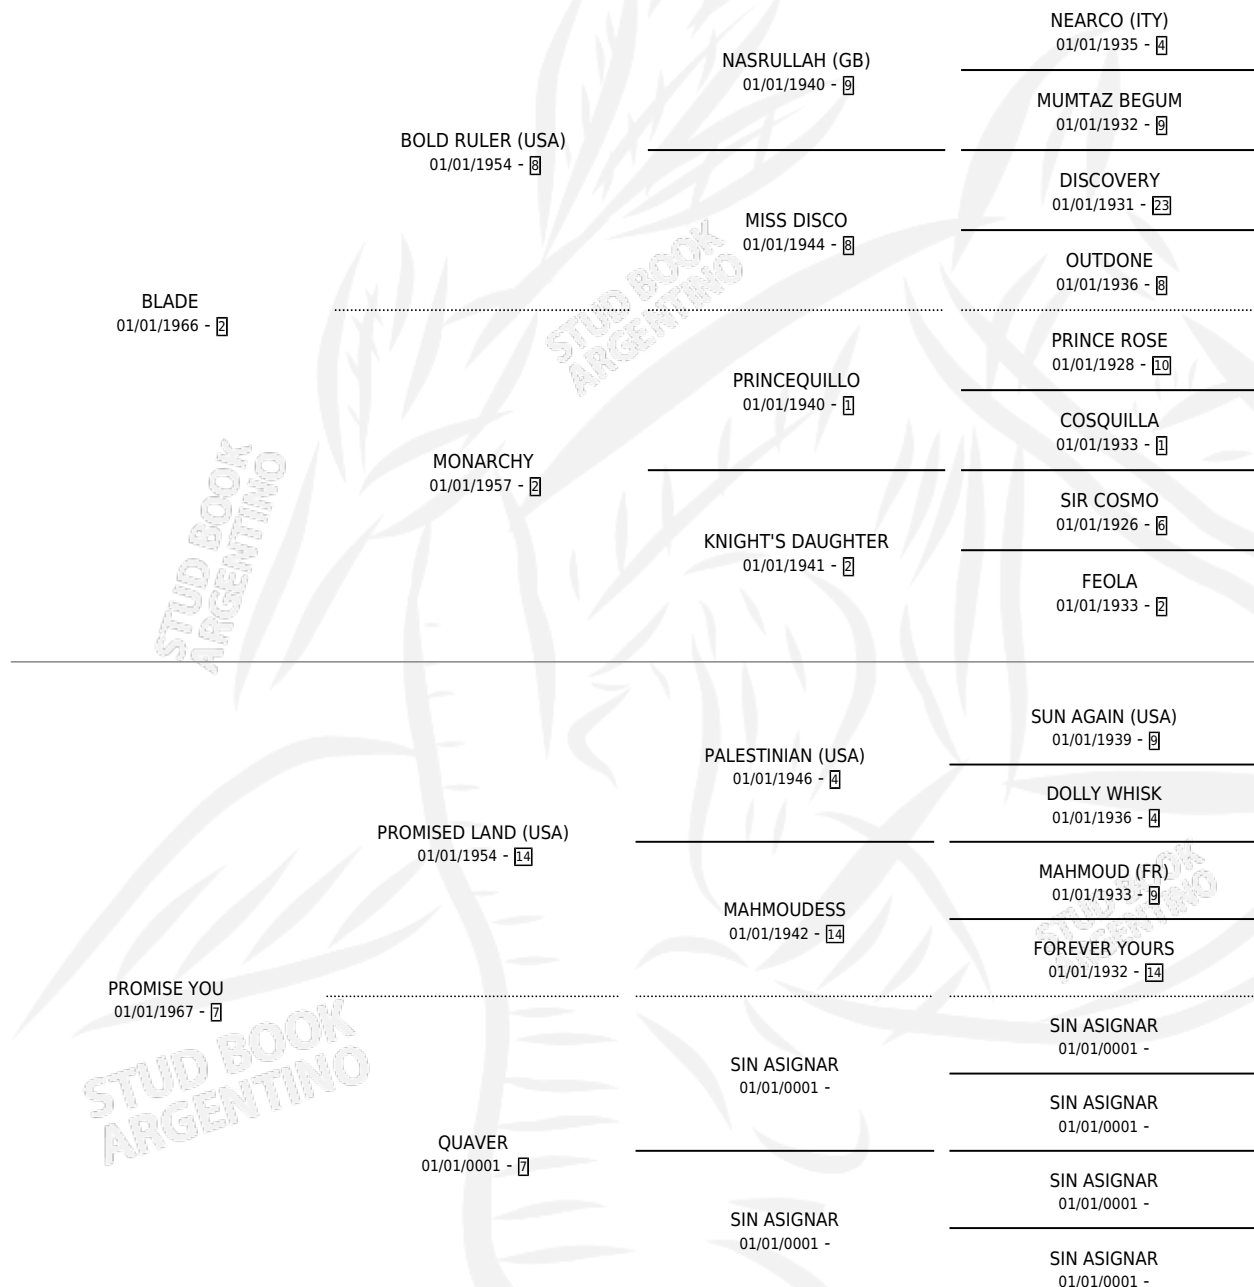 NEARCO (ITY)
01/01/1935 - 4
NASRULLAH (GB)
01/01/1940 - 9
MUMTAZ BEGUM
01/01/1932 - 9
BOLD RULER (USA)
01/01/1954 - 8
DISCOVERY
01/01/1931 - 23
MISS DISCO
01/01/1944 - 8
OUTDONE
01/01/1936 - 8
BLADE
01/01/1966 - 2
PRINCE ROSE
01/01/1928 - 10
PRINCEQUILLO
01/01/1940 - 1
COSQUILLA
01/01/1933 - 1
MONARCHY
01/01/1957 - 2
SIR COSMO
01/01/1926 - 6
KNIGHT'S DAUGHTER
01/01/1941 - 2
FEOLA
01/01/1933 - 2
SUN AGAIN (USA)
01/01/1939 - 9
PALESTINIAN (USA)
01/01/1946 - 4
DOLLY WHISK
01/01/1936 - 4
PROMISED LAND (USA)
01/01/1954 - 14
MAHMOUD (FR)
01/01/1933 - 9
MAHMOUDESS
01/01/1942 - 14
FOREVER YOURS
01/01/1932 - 14
PROMISE YOU
01/01/1967 - 7
SIN ASIGNAR
01/01/0001 -
SIN ASIGNAR
01/01/0001 -
SIN ASIGNAR
01/01/0001 -
QUAVER
01/01/0001 - 7
SIN ASIGNAR
01/01/0001 -
SIN ASIGNAR
01/01/0001 -
SIN ASIGNAR
01/01/0001 -
STUD BOOK
ARGENTINO
STUD BOOK
ARGENTINO
STUD BOOK
ARGENTINO
STUD BOOK
ARGENTINO